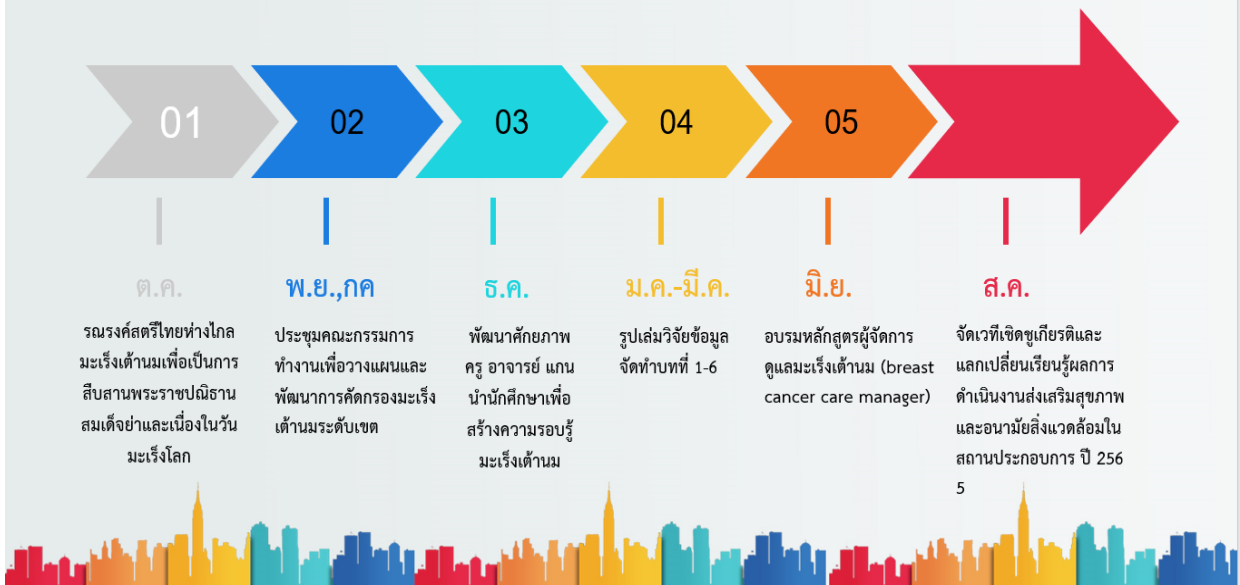 01
02
03
04
05
ต.ค.
รณรงค์สตรีไทยห่างไกล
มะเร็งเต้านมเพื่อเป็นการ
สืบสานพระราชปณิธาน
สมเด็จย่าและเนื่องในวัน
มะเร็งโลก
พ.ย.,กค
ประชุมคณะกรรมการ
ทำงานเพื่อวางแผนและ
พัฒนาการคัดกรองมะเร็ง
เต้านมระดับเขต
ธ.ค.
พัฒนาศักยภาพ
ครู อาจารย์ แกน
นำนักศึกษาเพื่อ
สร้างความรอบรู้
มะเร็งเต้านม
ม.ค.-มี.ค.
รูปเล่มวิจัยข้อมูล
จัดทำบทที่ 1-6
มิ.ย.
อบรมหลักสูตรผู้จัดการ
ดูแลมะเร็งเต้านม (breast
cancer care manager)
ส.ค.
จัดเวทีเชิดชูเกียรติและ
แลกเปลี่ยนเรียนรู้ผลการ
ดำเนินงานส่งเสริมสุขภาพ
และอนามัยสิ่งแวดล้อมใน
สถานประกอบการ ปี 256
5